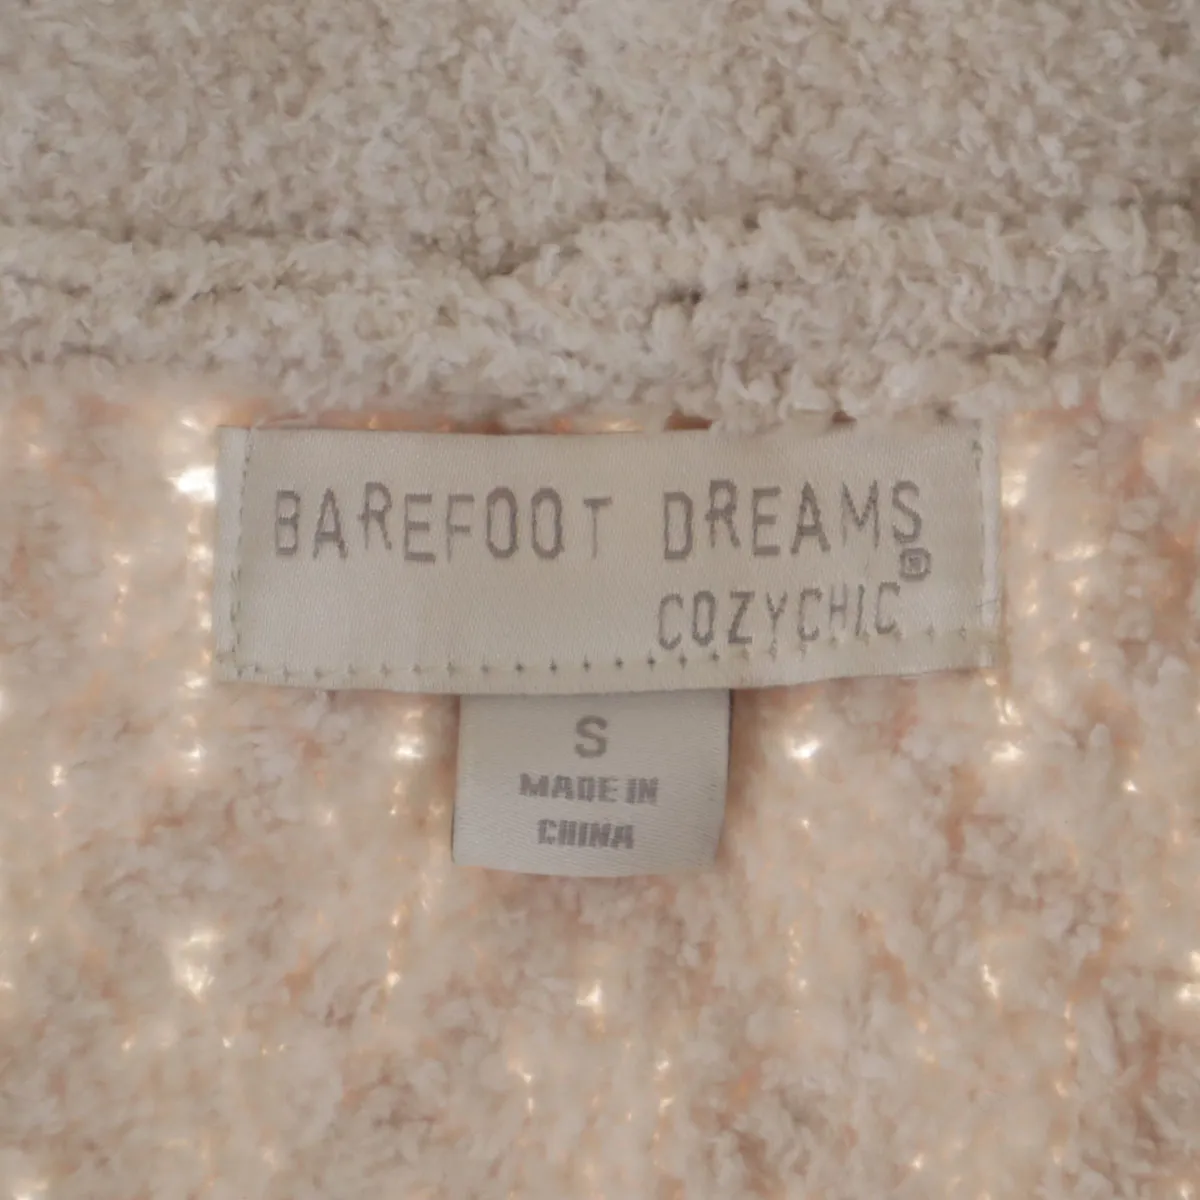 BAREFOOT DREAMS®
COZYCHIC
S
MADE IN
CHINA